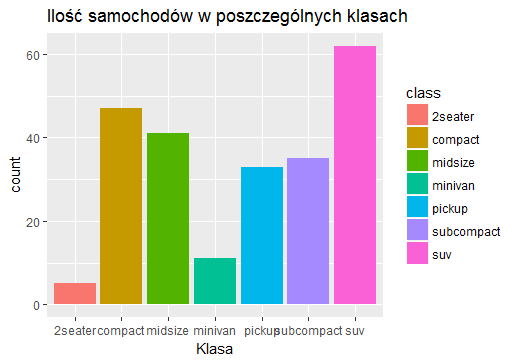 Ilość samochodów w poszczególnych klasach
60
40
20
0
count
2seater compact midsize minivan pickup subcompact suv
Klasa
class
2seater
compact
midsize
minivan
pickup
subcompact
suv